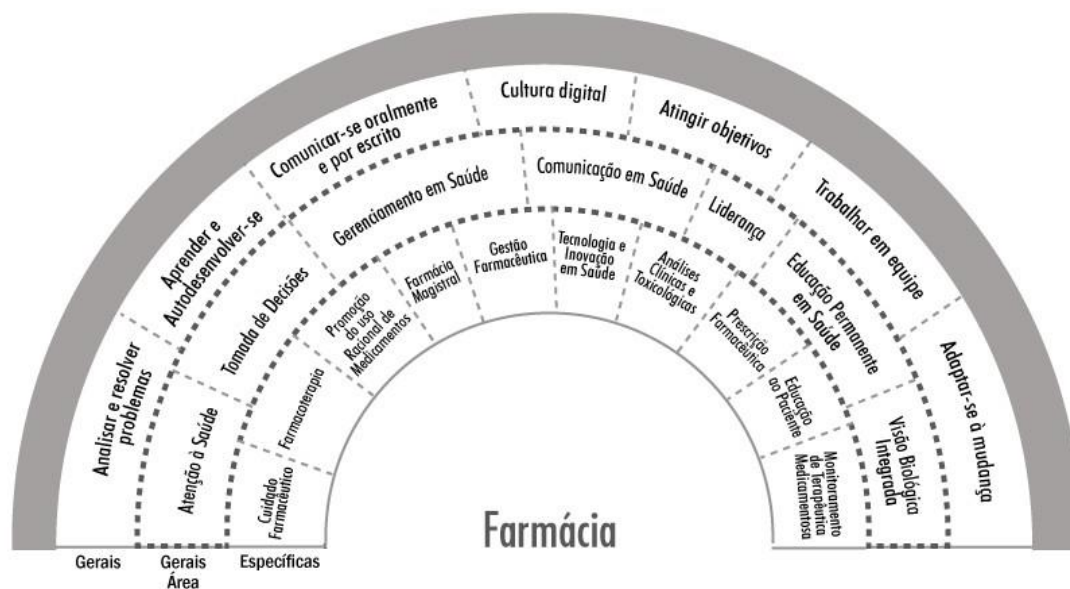 Analisar e resolver
problemas
Aprender e
Autodesenvolver-se
Comunicar-se oralmente
e por escrito
Cultura digital
Atingir objetivos
Trabalhar em equipe
Adaptar-se à mudança
Atenção à Saúde
Tomada de Decisões
Gerenciamento em Saúde
Comunicação em Saúde
Liderança
Educação Permanente
em Saúde
Visão Biológica
Integrada
Cuidado
Farmacêutico
Farmacoterapia
Promoção
do uso
Racional de
Medicamentos
Farmácia
Magistral
Gestão
Farmacêutica
Tecnologia e
Inovação
em Saúde
Análises
Clínicas e
Toxicológicas
Prescrição
Farmacêutica
Educação
ao Paciente
Monitoramento
de Terapêutica
Medicamentosa
Farmácia
Gerais
Gerais
Área
Específicas